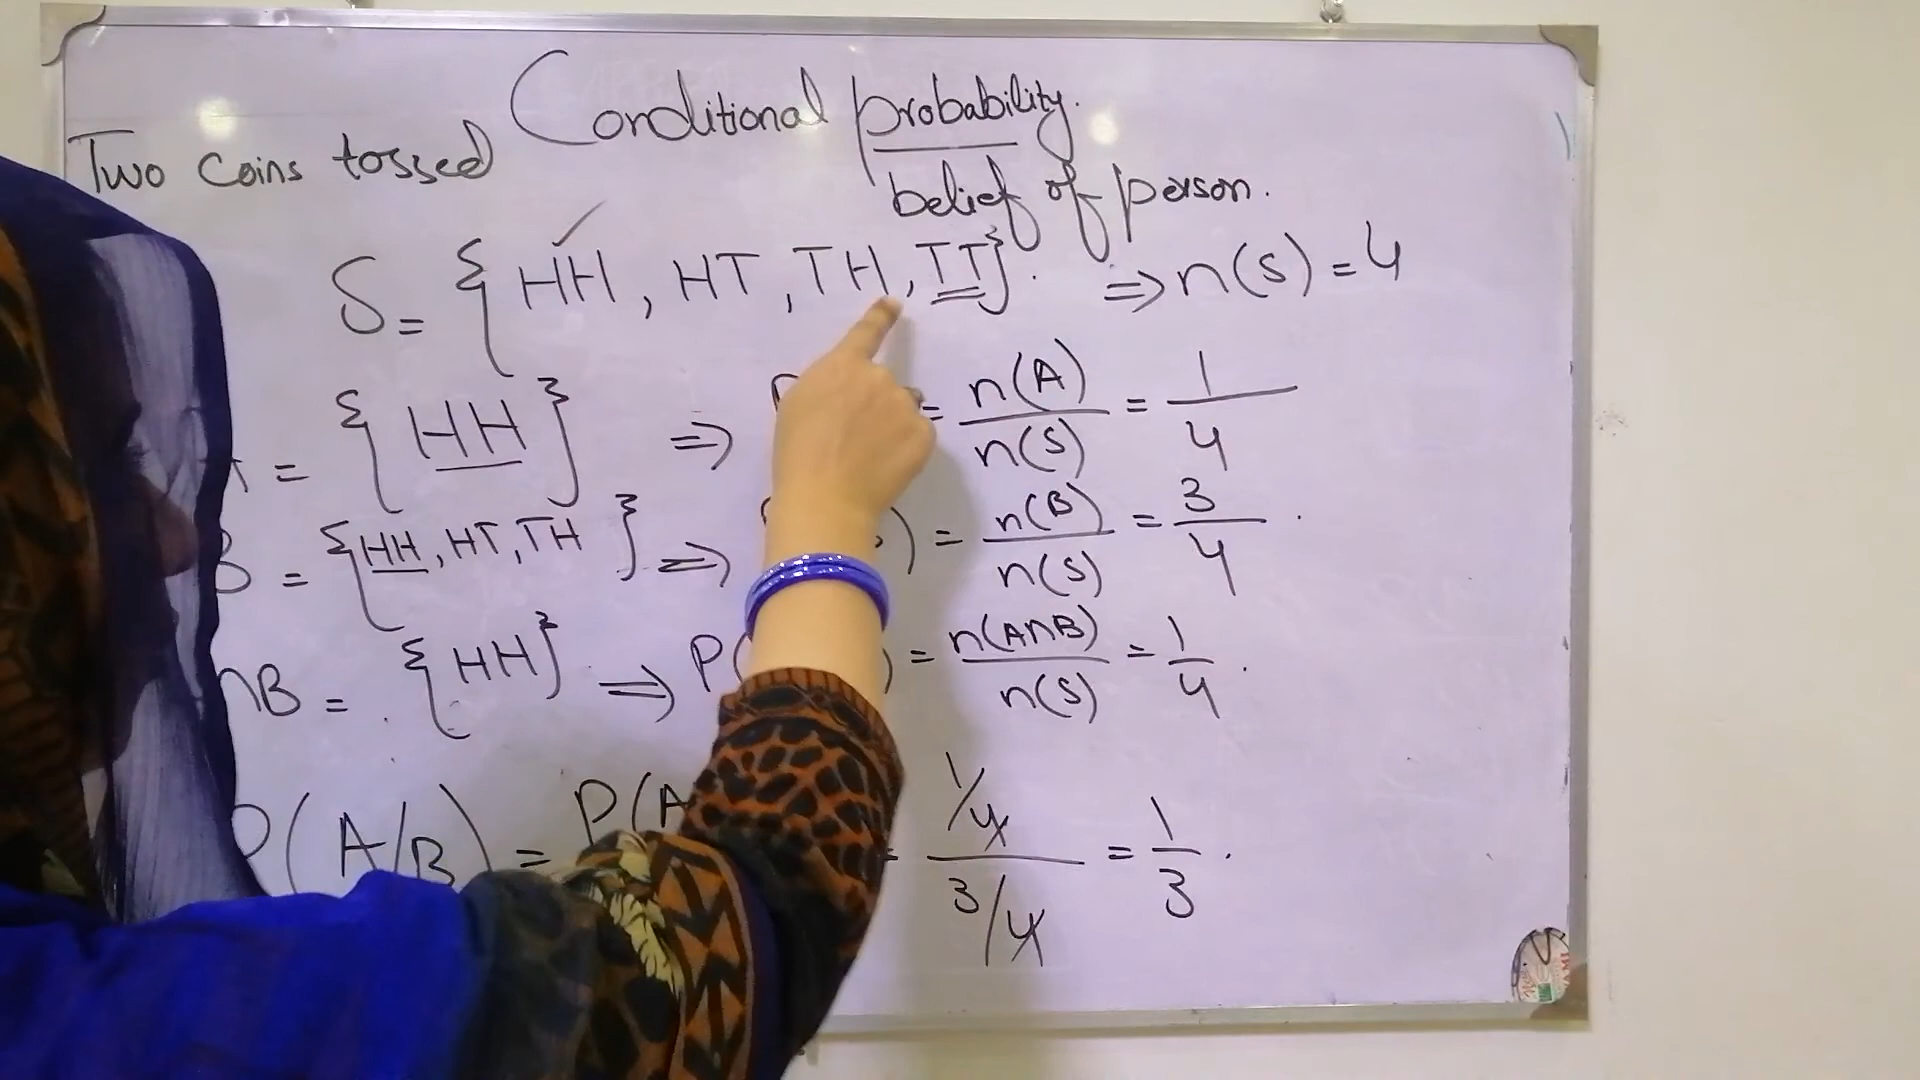 Conditional probability.
Two coins tossed
belief of person.
S = { HH, HT, TH, TT }. ⇒ n(S) = 4
= { HH } ⇒ = n(A)/n(S) = 1/4
B = { HH, HT, TH } ⇒ ) = n(B)/n(S) = 3/4 .
∩B = { HH } ⇒ P( ) = n(A∩B)/n(S) = 1/4 .
P(A/B) = P(A = 1/4 / 3/4 = 1/3 .